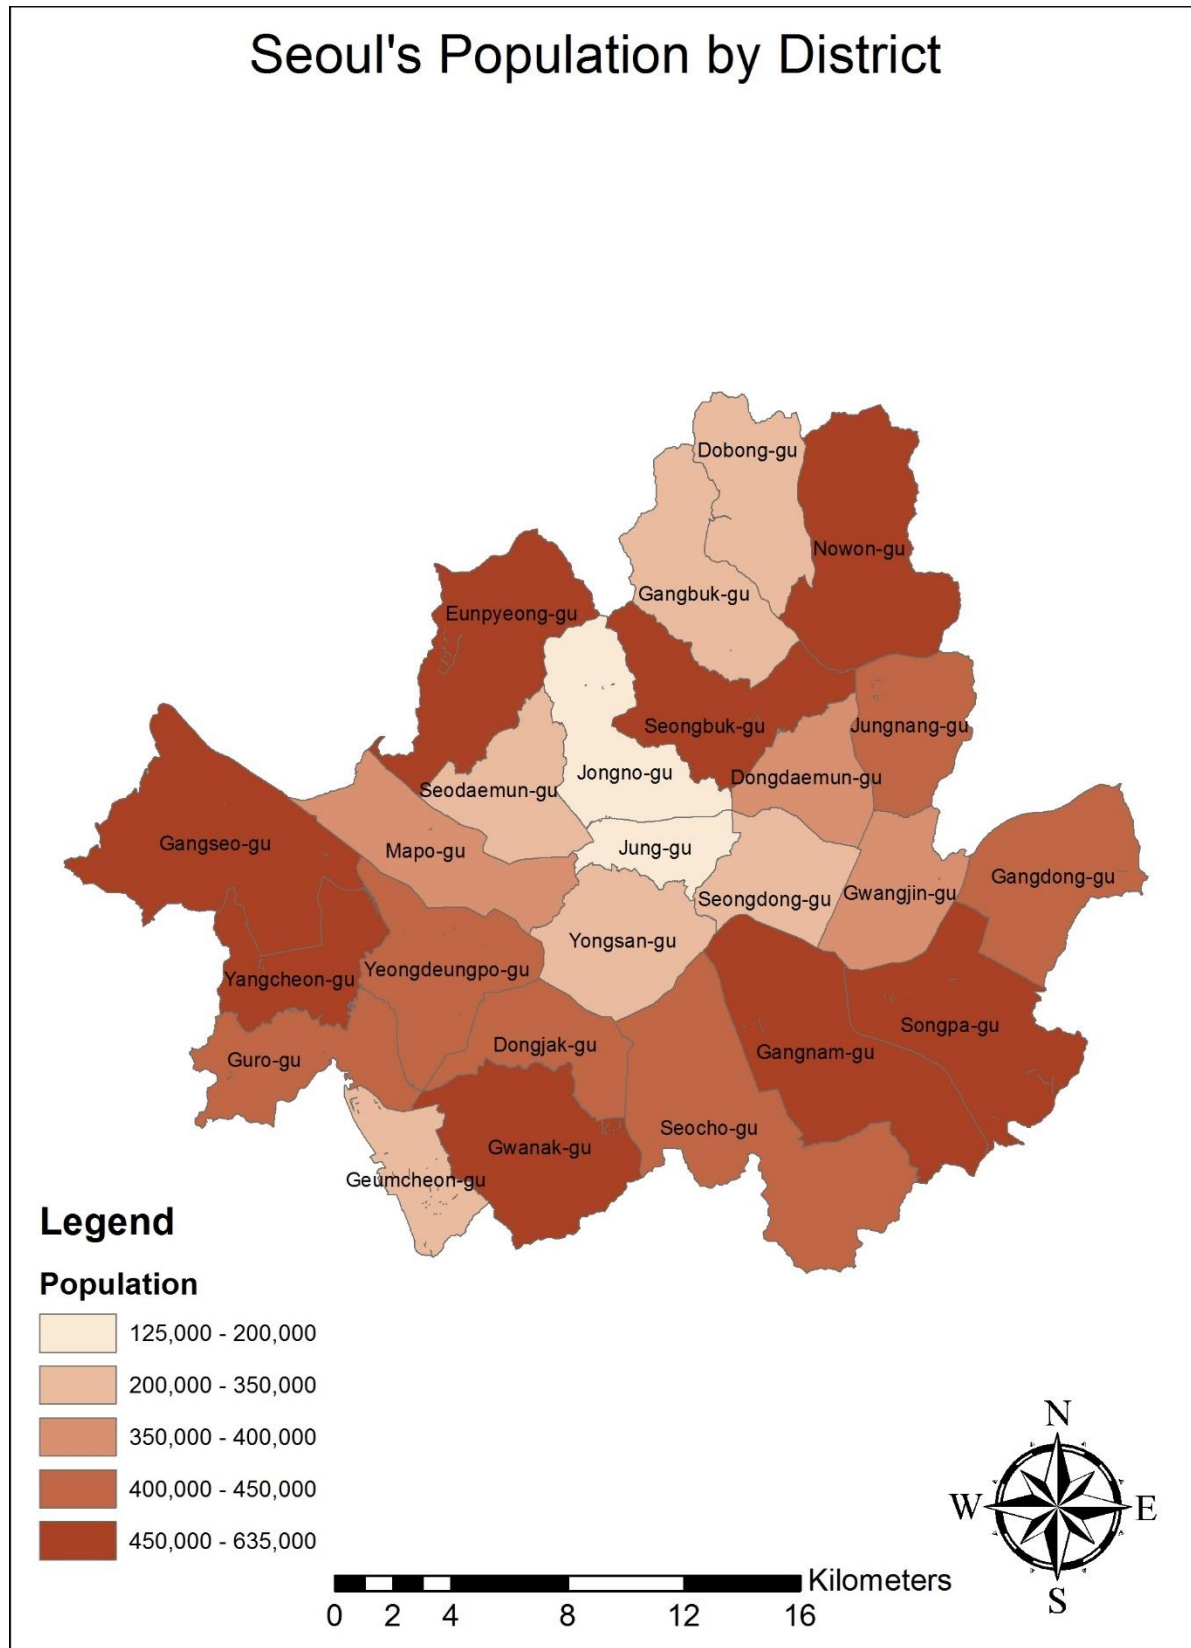 Seoul's Population by District
Dobong-gu
Nowon-gu
Gangbuk-gu
Eunpyeong-gu
Seongbuk-gu
Jungnang-gu
Jongno-gu
Dongdaemun-gu
Seodaemun-gu
Gangseo-gu
Mapo-gu
Jung-gu
Gangdong-gu
Seongdong-gu
Gwangjin-gu
Yongsan-gu
Yangcheon-gu
Yeongdeungpo-gu
Songpa-gu
Guro-gu
Dongjak-gu
Gangnam-gu
Seocho-gu
Gwanak-gu
Geumcheon-gu
Legend
Population
125,000 - 200,000
200,000 - 350,000
350,000 - 400,000
400,000 - 450,000
450,000 - 635,000
N
W
E
S
Kilometers
0 2 4 8 12 16